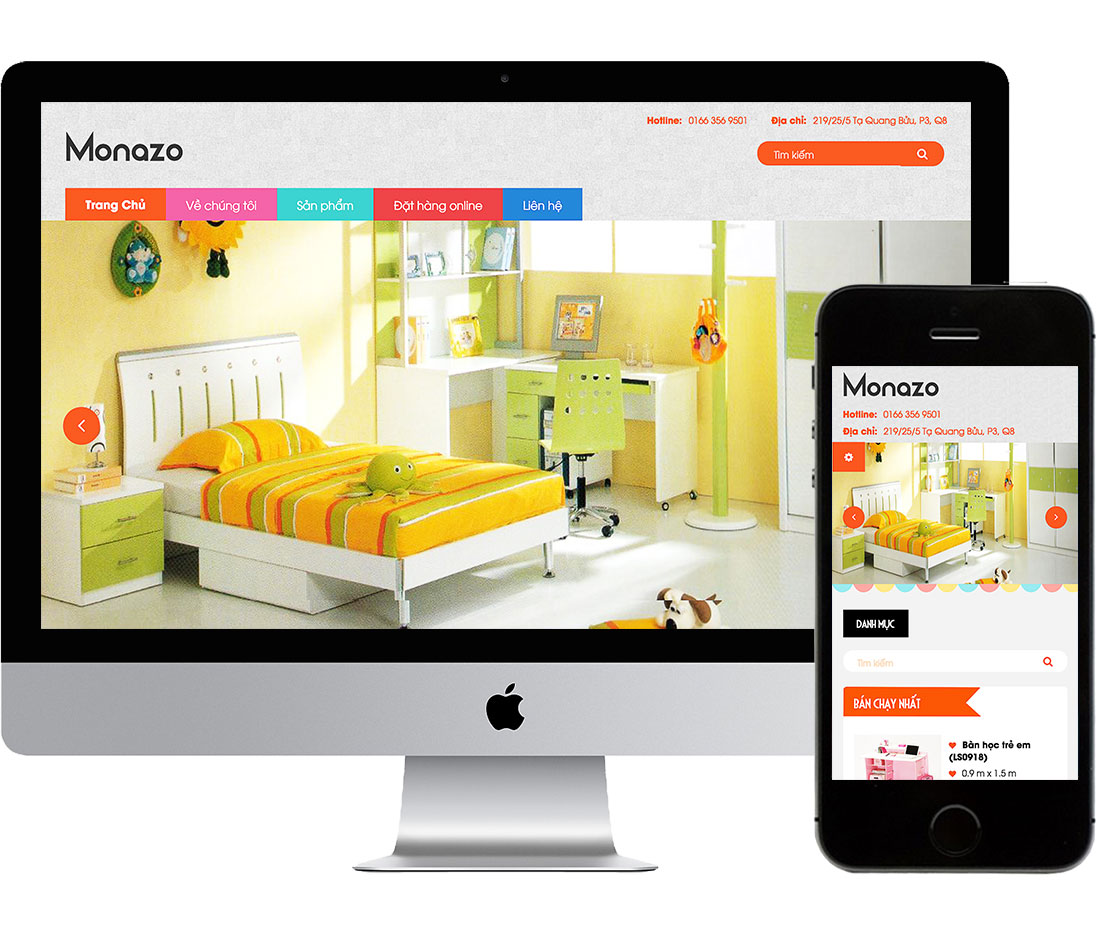 Hotline: 0166 356 9501 Địa chỉ: 219/25/5 Tạ Quang Bửu, P3, Q8
Monazo
Tìm kiếm
Trang Chủ Về chúng tôi Sản phẩm Đặt hàng online Liên hệ
Monazo
Hotline: 0166 356 9501
Địa chỉ: 219/25/5 Tạ Quang Bửu, P3, Q8
DANH MỤC
Tìm kiếm
BÁN CHẠY NHẤT
Bàn học trẻ em
(LS0918)
0.9 m x 1.5 m